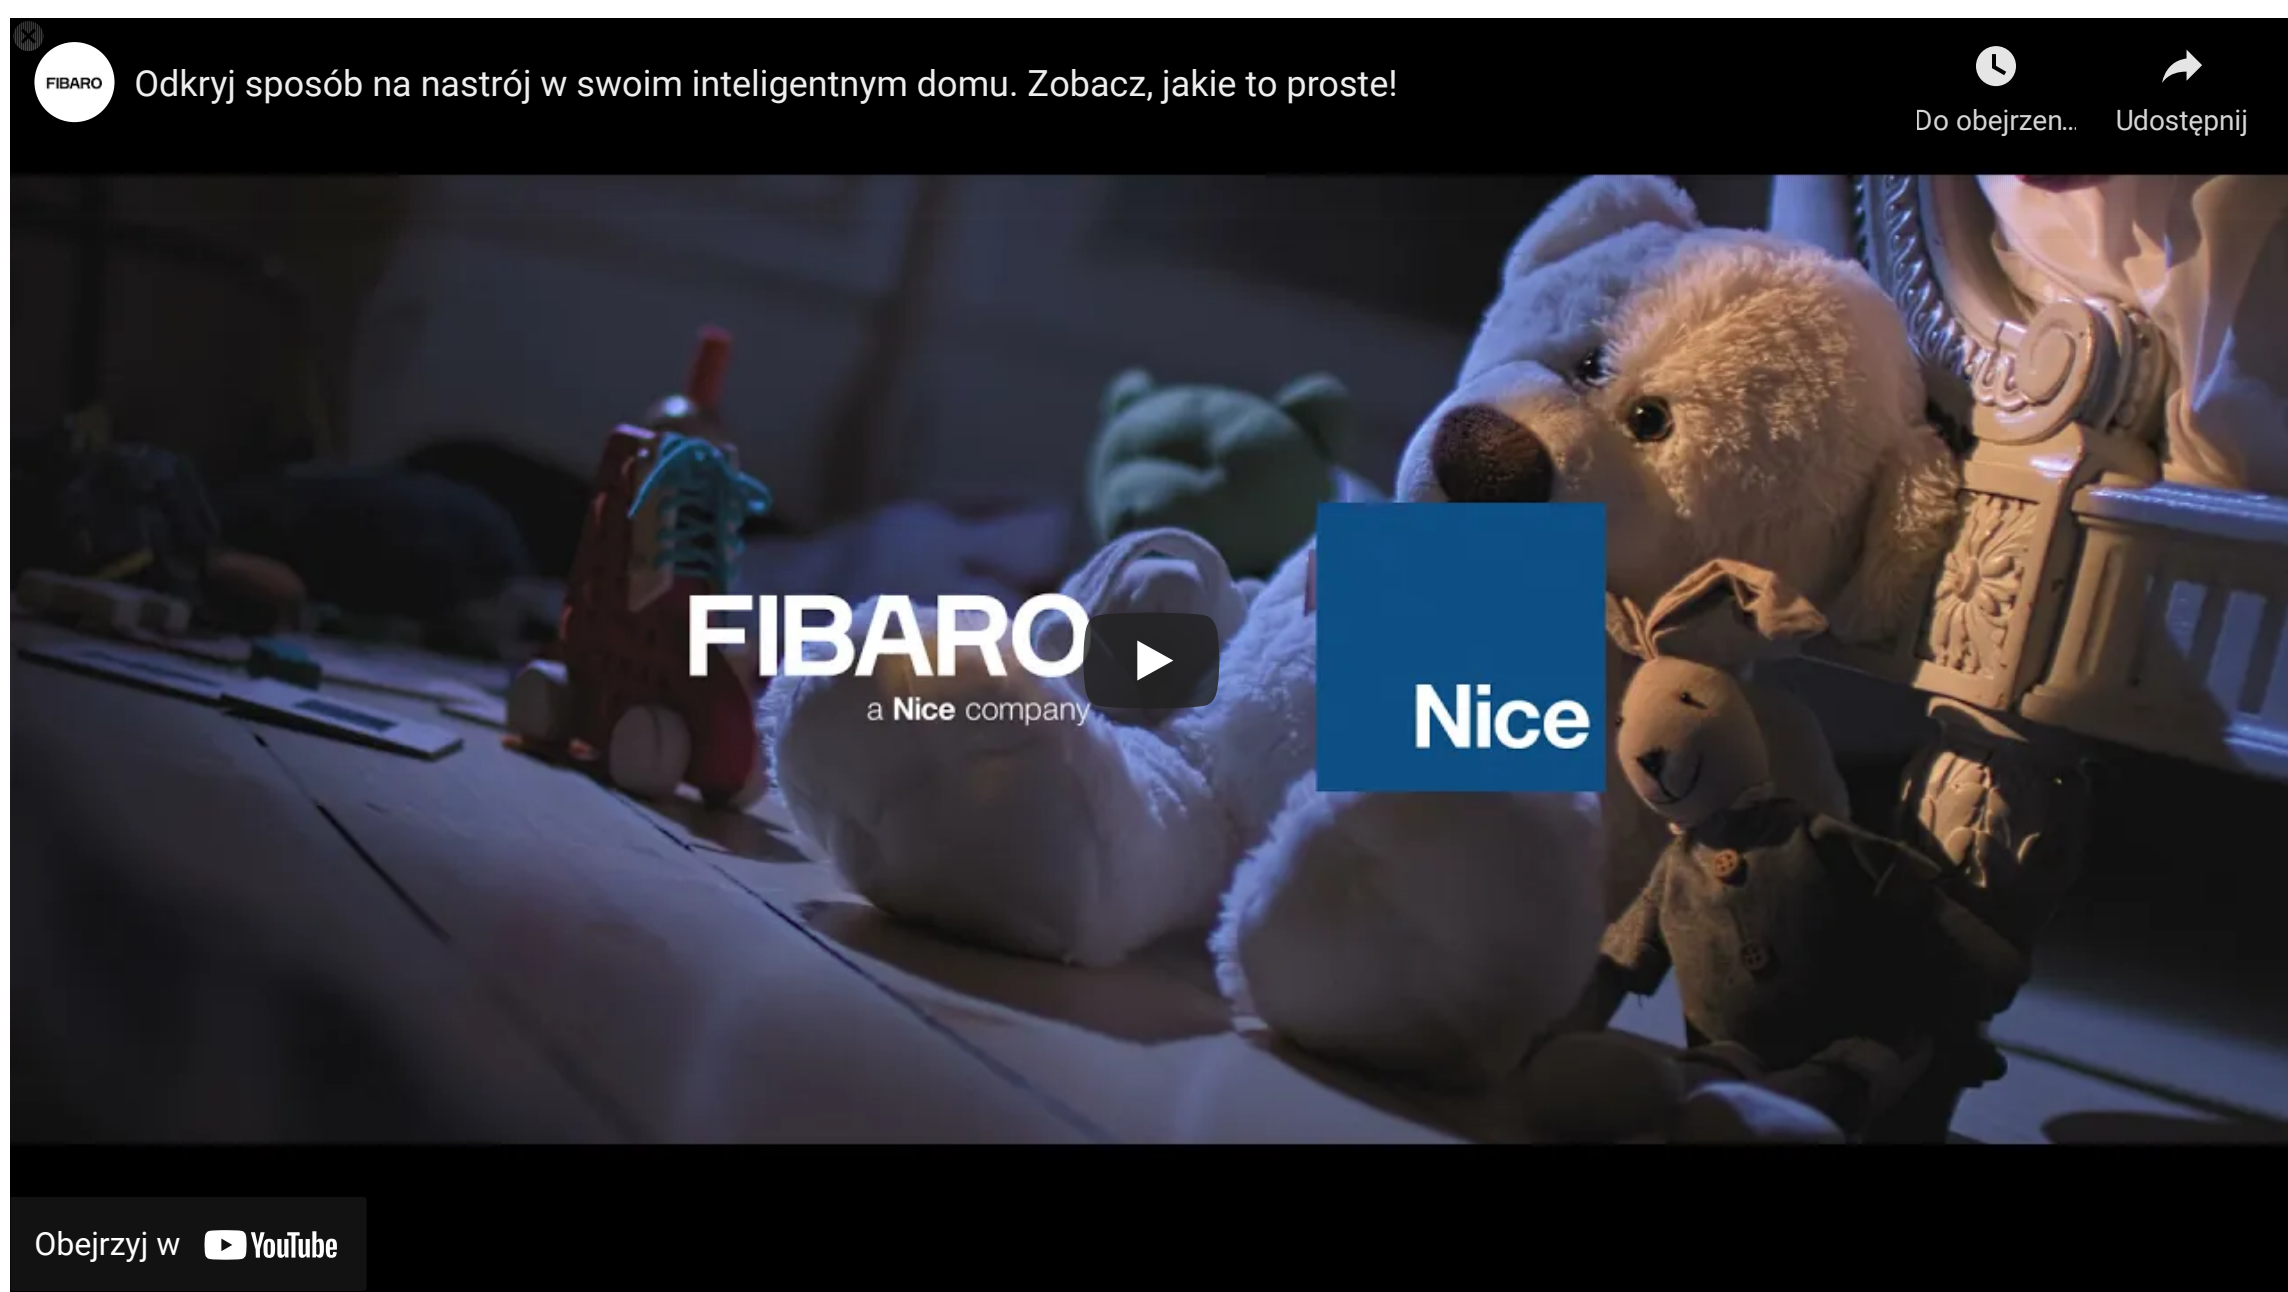 FIBARO
Odkryj sposób na nastrój w swoim inteligentnym domu. Zobacz, jakie to proste!
Do obejrzen...
Udostępnij
FIBARO
a Nice company
Nice
Obejrzyj w YouTube